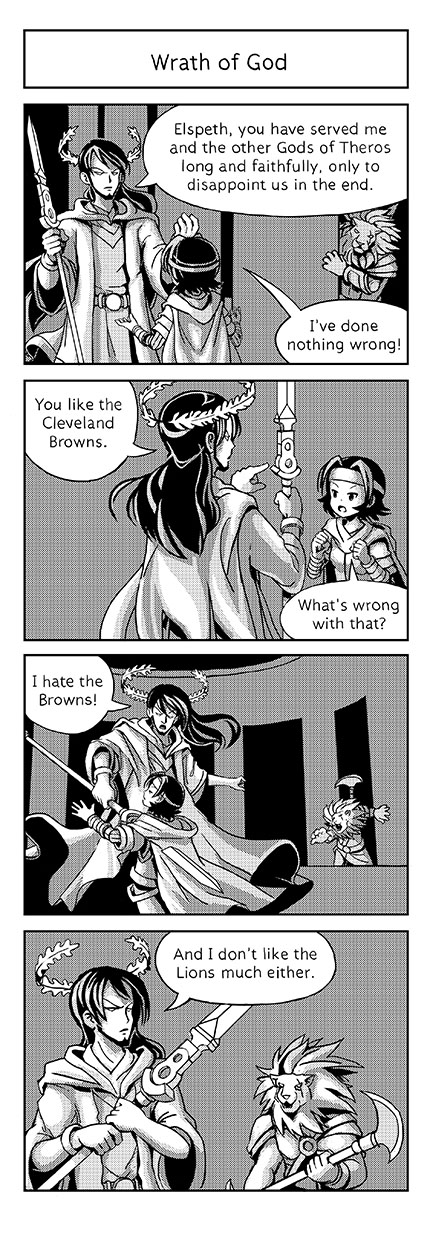 Wrath of God
Elspeth, you have served me
and the other Gods of Theros
long and faithfully, only to
disappoint us in the end.
I've done
nothing wrong!
You like the
Cleveland
Browns.
What's wrong
with that?
I hate the
Browns!
And I don't like the
Lions much either.